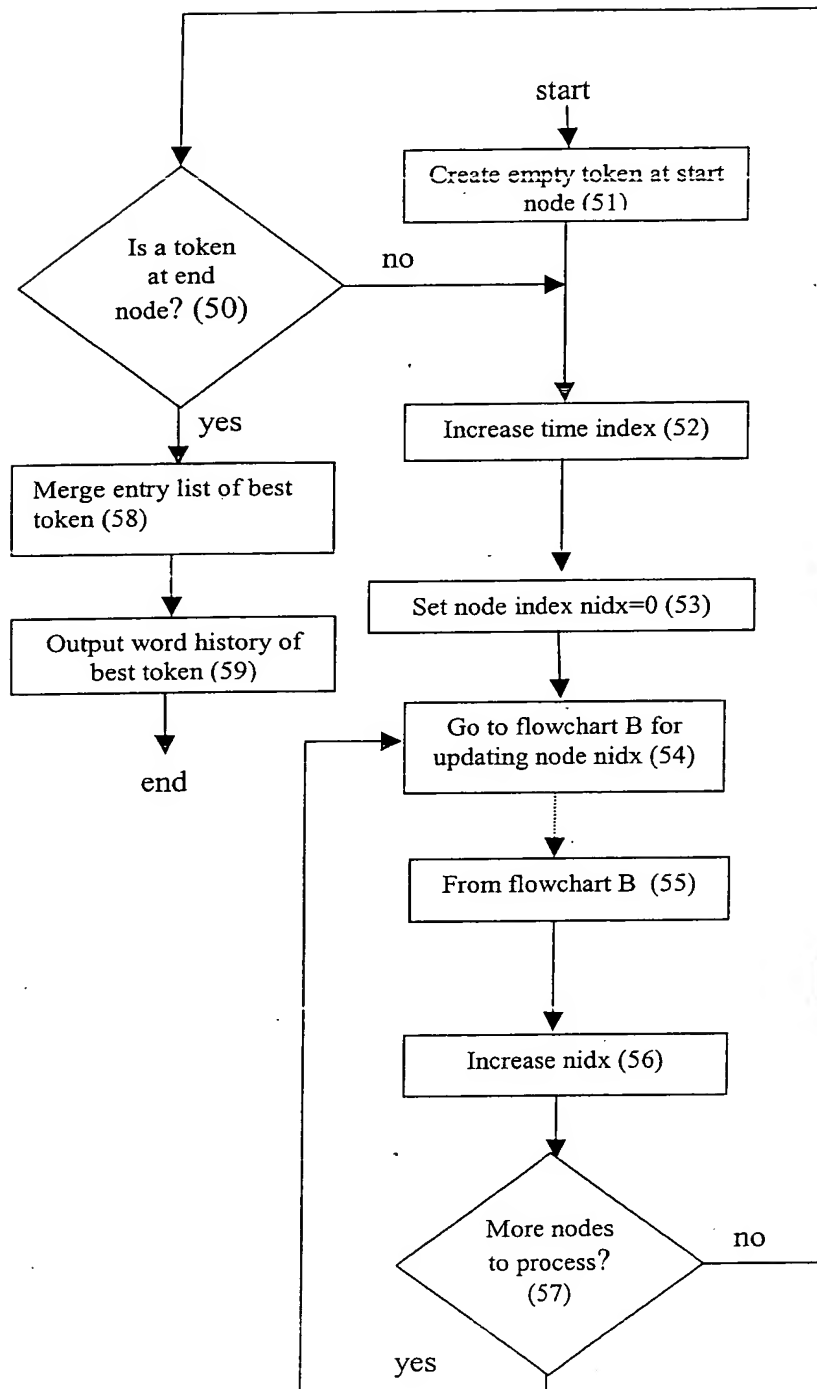 start
Create empty token at start
node (51)
Is a token
at end
node? (50)
no
yes
Increase time index (52)
Merge entry list of best
token (58)
Set node index nidx=0 (53)
Output word history of
best token (59)
Go to flowchart B for
updating node nidx (54)
end
From flowchart B (55)
Increase nidx (56)
More nodes
to process?
(57)
no
yes